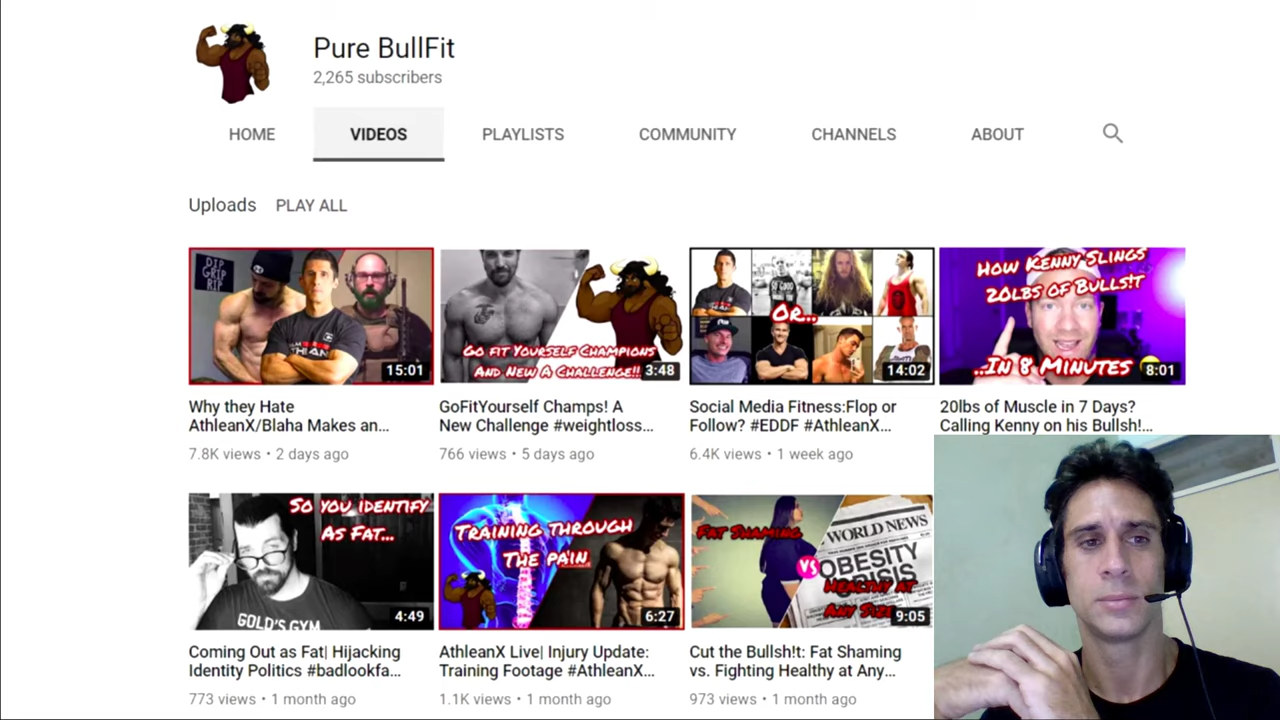 Pure BullFit
2,265 subscribers
HOME VIDEOS PLAYLISTS COMMUNITY CHANNELS ABOUT
Uploads PLAY ALL
DIP
GRIP
RIP
15:01
GO FIT YOURSELF CHAMPIONS
AND NEW A CHALLENGE!!
3:48
OR...
14:02
HOW KENNY SLINGS
20LBS OF BULLS!T
...IN 8 MINUTES
8:01
Why they Hate
AthleanX/Blaha Makes an...
7.8K views • 2 days ago
GoFitYourself Champs! A
New Challenge #weightloss...
766 views • 5 days ago
Social Media Fitness:Flop or
Follow? #EDDF #AthleanX...
6.4K views • 1 week ago
20lbs of Muscle in 7 Days?
Calling Kenny on his Bullsh!...
SO YOU IDENTIFY
AS FAT...
GOLD'S GYM
4:49
TRAINING THROUGH
THE PAIN
6:27
FAT SHAMING
VS
WORLD NEWS
OBESITY
CRISIS
HEALTHY AT
ANY SIZE
9:05
Coming Out as Fat| Hijacking
Identity Politics #badlookfa...
773 views • 1 month ago
AthleanX Live| Injury Update:
Training Footage #AthleanX...
1.1K views • 1 month ago
Cut the Bullsh!t: Fat Shaming
vs. Fighting Healthy at Any...
973 views • 1 month ago